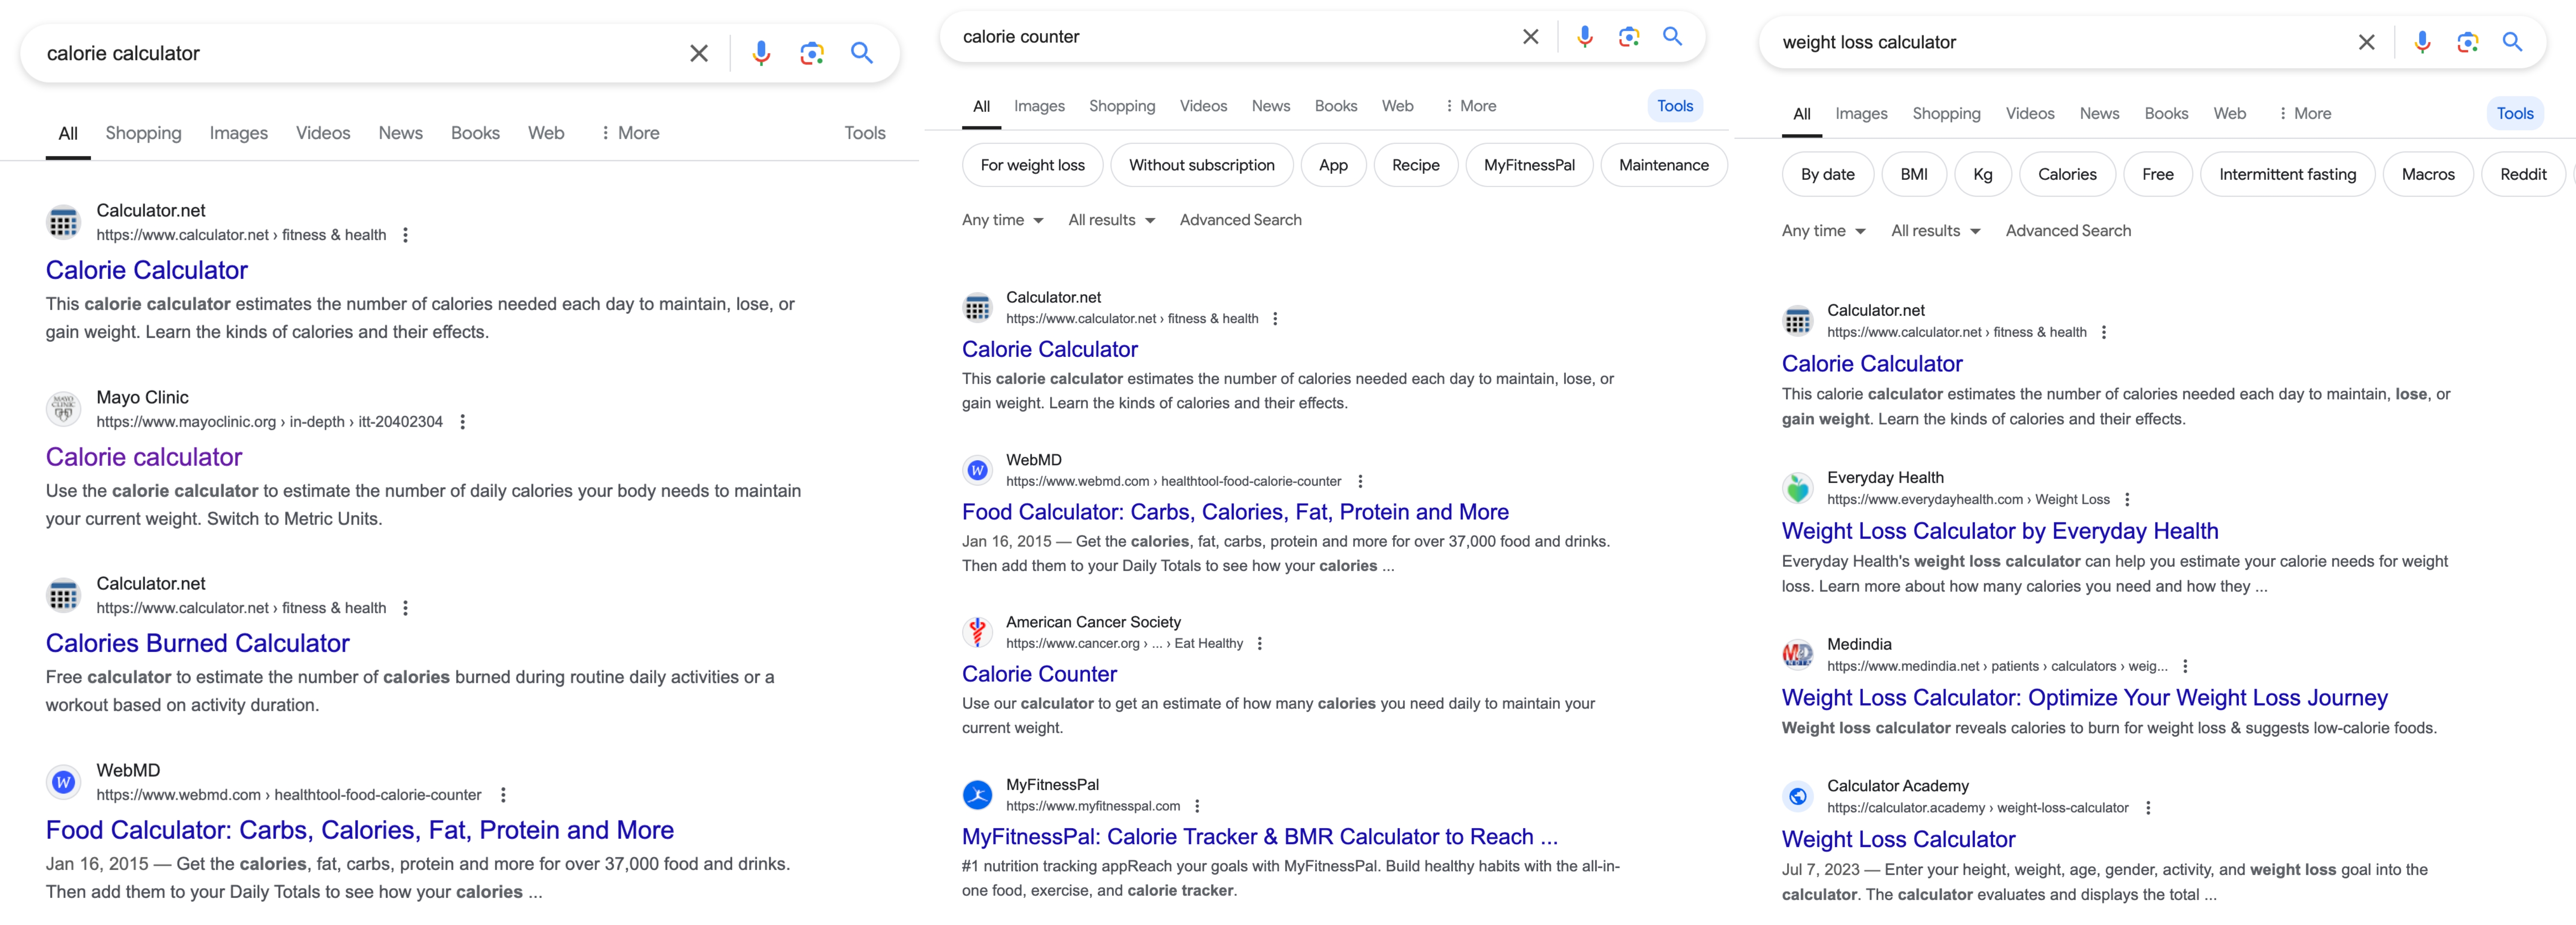 calorie calculator
All Shopping Images Videos News Books Web More Tools
Calculator.net
https://www.calculator.net › fitness & health
Calorie Calculator
This calorie calculator estimates the number of calories needed each day to maintain, lose, or
gain weight. Learn the kinds of calories and their effects.
MAYO CLINIC
Mayo Clinic
https://www.mayoclinic.org › in-depth › itt-20402304
Calorie calculator
Use the calorie calculator to estimate the number of daily calories your body needs to maintain
your current weight. Switch to Metric Units.
Calculator.net
https://www.calculator.net › fitness & health
Calories Burned Calculator
Free calculator to estimate the number of calories burned during routine daily activities or a
workout based on activity duration.
W
WebMD
https://www.webmd.com › healthtool-food-calorie-counter
Food Calculator: Carbs, Calories, Fat, Protein and More
Jan 16, 2015 — Get the calories, fat, carbs, protein and more for over 37,000 food and drinks.
Then add them to your Daily Totals to see how your calories ...
calorie counter
All Images Shopping Videos News Books Web More Tools
For weight loss Without subscription App Recipe MyFitnessPal Maintenance
Any time All results Advanced Search
Calculator.net
https://www.calculator.net › fitness & health
Calorie Calculator
This calorie calculator estimates the number of calories needed each day to maintain, lose, or
gain weight. Learn the kinds of calories and their effects.
W
WebMD
https://www.webmd.com › healthtool-food-calorie-counter
Food Calculator: Carbs, Calories, Fat, Protein and More
Jan 16, 2015 — Get the calories, fat, carbs, protein and more for over 37,000 food and drinks.
Then add them to your Daily Totals to see how your calories ...
American Cancer Society
https://www.cancer.org › ... › Eat Healthy
Calorie Counter
Use our calculator to get an estimate of how many calories you need daily to maintain your
current weight.
MyFitnessPal
https://www.myfitnesspal.com
MyFitnessPal: Calorie Tracker & BMR Calculator to Reach ...
#1 nutrition tracking appReach your goals with MyFitnessPal. Build healthy habits with the all-in-
one food, exercise, and calorie tracker.
weight loss calculator
All Images Shopping Videos News Books Web More Tools
By date BMI Kg Calories Free Intermittent fasting Macros Reddit
Any time All results Advanced Search
Calculator.net
https://www.calculator.net › fitness & health
Calorie Calculator
This calorie calculator estimates the number of calories needed each day to maintain, lose, or
gain weight. Learn the kinds of calories and their effects.
Everyday Health
https://www.everydayhealth.com › Weight Loss
Weight Loss Calculator by Everyday Health
Everyday Health's weight loss calculator can help you estimate your calorie needs for weight
loss. Learn more about how many calories you need and how they ...
Medindia
https://www.medindia.net › patients › calculators › weig...
Weight Loss Calculator: Optimize Your Weight Loss Journey
Weight loss calculator reveals calories to burn for weight loss & suggests low-calorie foods.
Calculator Academy
https://calculator.academy › weight-loss-calculator
Weight Loss Calculator
Jul 7, 2023 — Enter your height, weight, age, gender, activity, and weight loss goal into the
calculator. The calculator evaluates and displays the total ...